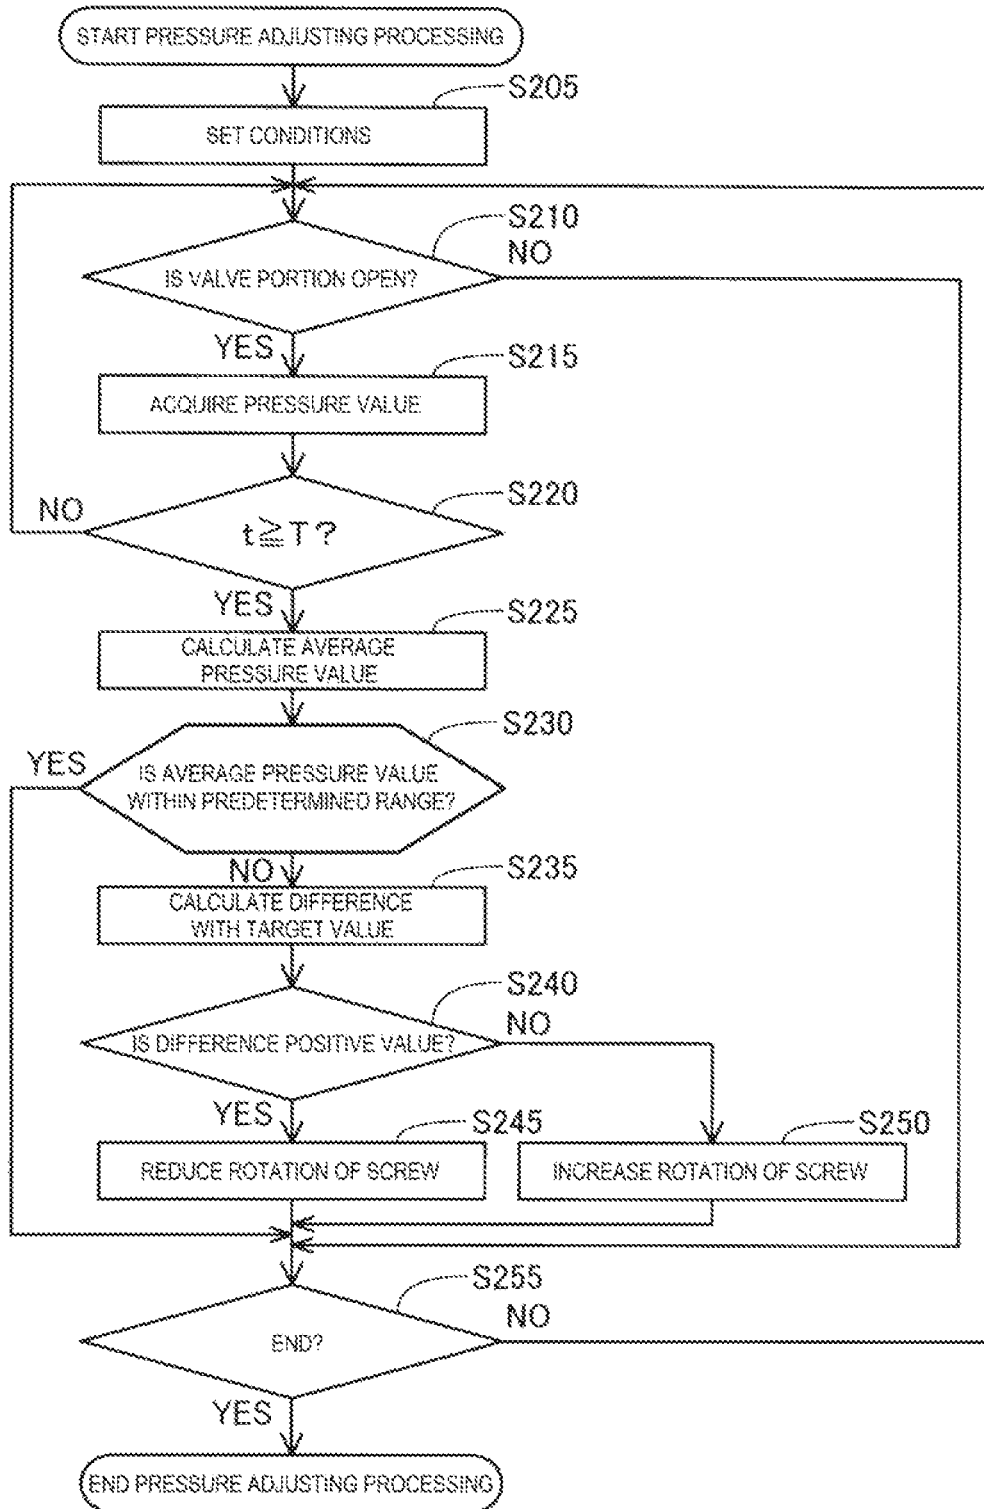 START PRESSURE ADJUSTING PROCESSING
S205
SET CONDITIONS
S210
IS VALVE PORTION OPEN?
NO
YES
S215
ACQUIRE PRESSURE VALUE
S220
NO
t≧T?
YES
S225
CALCULATE AVERAGE
PRESSURE VALUE
S230
YES
IS AVERAGE PRESSURE VALUE
WITHIN PREDETERMINED RANGE?
NO
S235
CALCULATE DIFFERENCE
WITH TARGET VALUE
S240
IS DIFFERENCE POSITIVE VALUE?
NO
YES
S245
REDUCE ROTATION OF SCREW
S250
INCREASE ROTATION OF SCREW
S255
END?
NO
YES
END PRESSURE ADJUSTING PROCESSING